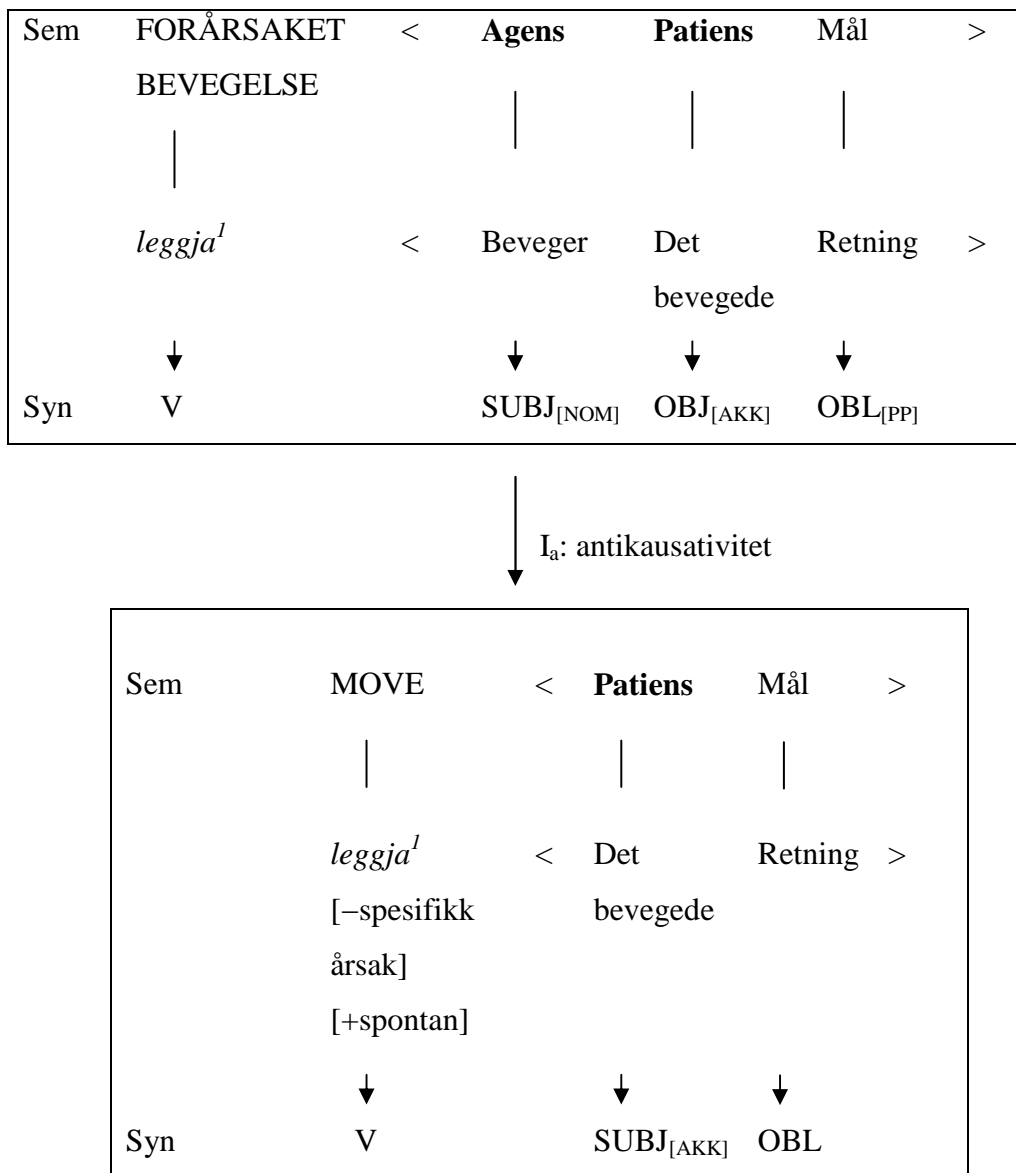 Sem FORÅRSAKET < Agens Patiens Mål >
BEVEGELSE
leggja¹ < Beveger Det Retning >
bevegede
Syn V SUBJ[NOM] OBJ[AKK] OBL[PP]
Ia: antikausativitet
Sem MOVE < Patiens Mål >
leggja¹ < Det Retning >
[−spesifikk bevegede
årsak]
[+spontan]
Syn V SUBJ[AKK] OBL